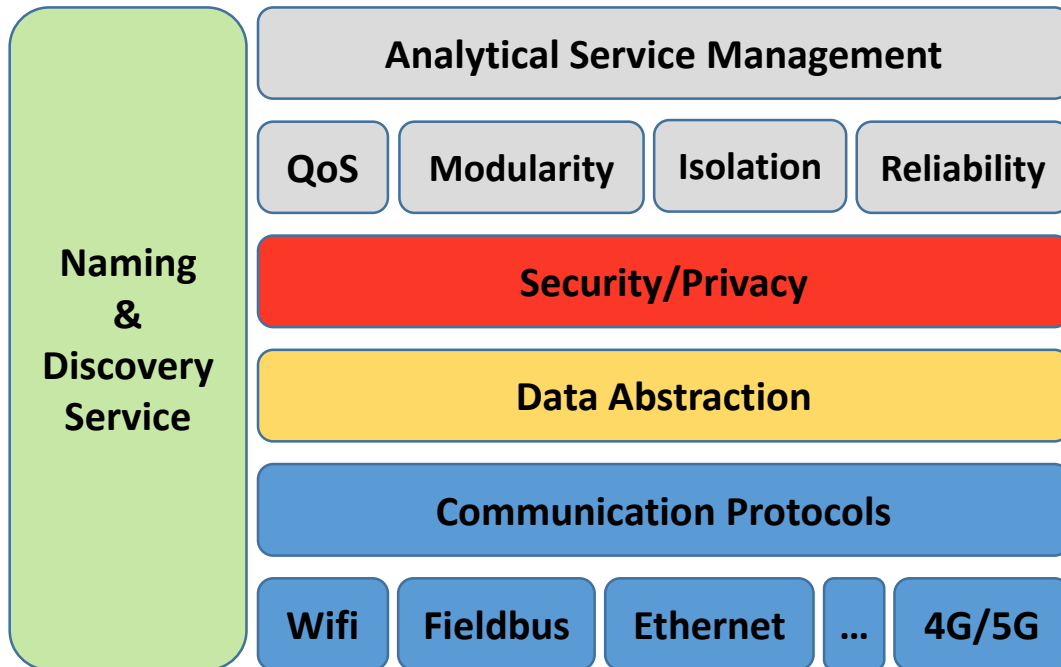 Naming
&
Discovery
Service
Analytical Service Management
QoS
Modularity
Isolation
Reliability
Security/Privacy
Data Abstraction
Communication Protocols
Wifi
Fieldbus
Ethernet
...
4G/5G